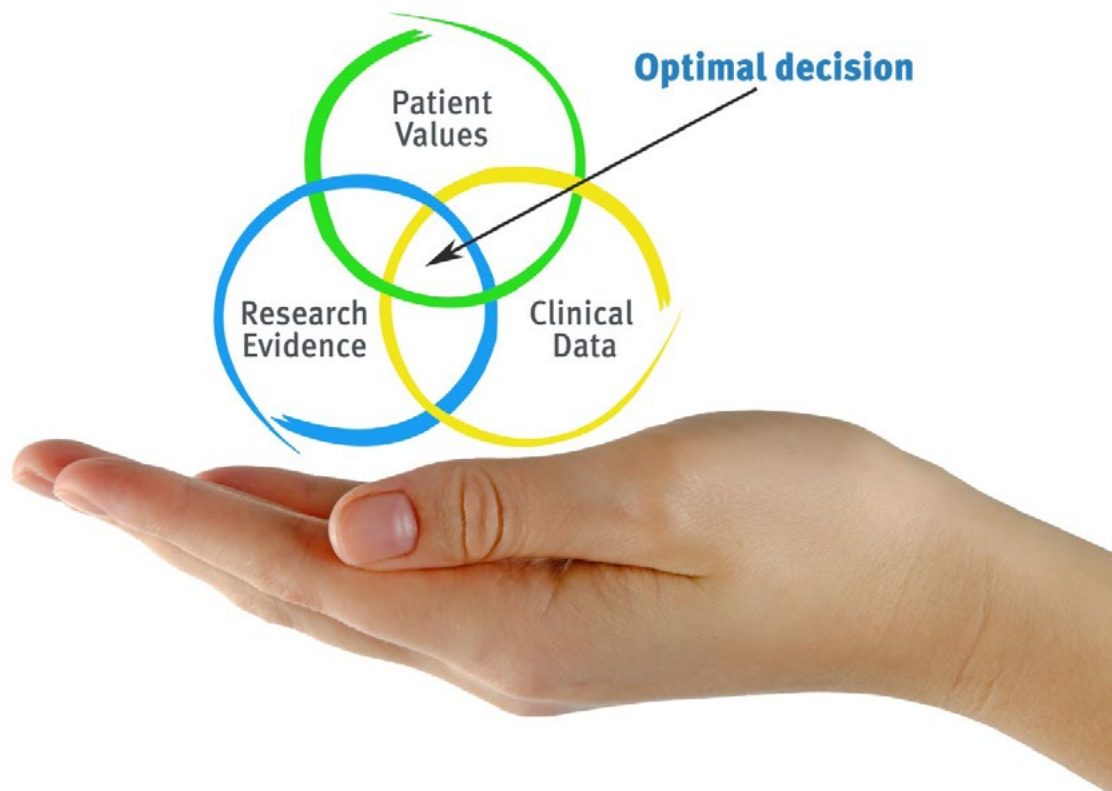 Optimal decision
Patient
Values
Research
Evidence
Clinical
Data